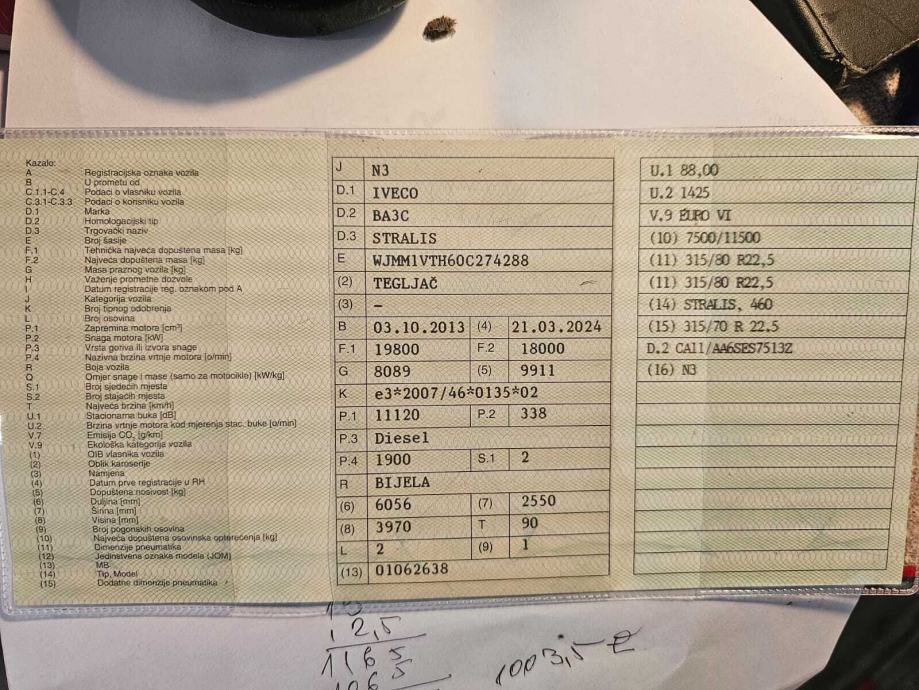 Kazalo:
A Registracijska oznaka vozila
B U prometu od
C.1.1-C.4 Podaci o vlasniku vozila
C.3.1-C.3.3 Podaci o korisniku vozila
D.1 Marka
D.2 Homologacijski tip
D.3 Trgovački naziv
E Broj šasije
F.1 Tehnička najveća dopuštena masa [kg]
F.2 Najveća dopuštena masa [kg]
G Masa praznog vozila [kg]
H Važenje prometne dozvole
I Datum registracije reg. oznakom pod A
J Kategorija vozila
K Broj tipnog odobrenja
L Broj osovina
P.1 Zapremina motora [cm³]
P.2 Snaga motora [kW]
P.3 Vrsta goriva ili izvora snage
P.4 Nazivna brzina vrtnje motora [o/min]
R Boja vozila
Q Omjer snage i mase (samo za motocikle) [kW/kg]
S.1 Broj sjedećih mjesta
S.2 Broj stajaćih mjesta
T Najveća brzina [km/h]
U.1 Stacionarna buka [dB]
U.2 Brzina vrtnje motora kod mjerenja stac. buke [o/min]
V.7 Emisija CO₂ [g/km]
V.9 Ekološka kategorija vozila
(1) OIB vlasnika vozila
(2) Oblik karoserije
(3) Namjena
(4) Datum prve registracije u RH
(5) Dopuštena nosivost [kg]
(6) Duljina [mm]
(7) Širina [mm]
(8) Visina [mm]
(9) Broj pogonskih osovina
(10) Najveća dopuštena osovinska opterećenja [kg]
(11) Dimenzije pneumatika
(12) Jedinstvena oznaka modela (JOM)
(13) MB
(14) Tip, Model
(15) Dodatne dimenzije pneumatika
J N3
D.1 IVECO
D.2 BA3C
D.3 STRALIS
E WJMM1VTH60C274288
(2) TEGLJAČ
(3) –
B 03.10.2013 (4) 21.03.2024
F.1 19800 F.2 18000
G 8089 (5) 9911
K e3*2007/46*0135*02
P.1 11120 P.2 338
P.3 Diesel
P.4 1900 S.1 2
R BIJELA
(6) 6056 (7) 2550
(8) 3970 T 90
L 2 (9) 1
(13) 01062638
U.1 88,00
U.2 1425
V.9 EURO VI
(10) 7500/11500
(11) 315/80 R22,5
(11) 315/80 R22,5
(14) STRALIS, 460
(15) 315/70 R 22.5
D.2 CA11/AA6SES7513Z
(16) N3
12,5
1165
1003,5